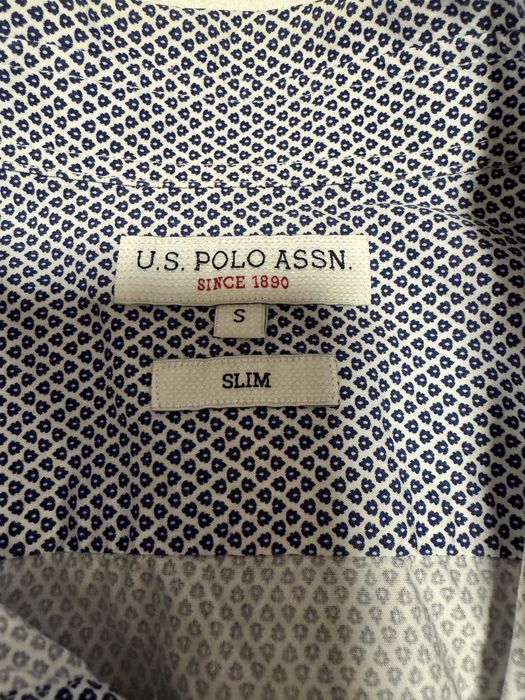 U.S. POLO ASSN.
SINCE 1890
S
SLIM